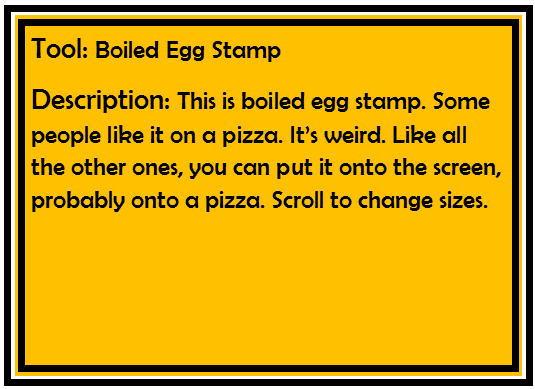 Tool: Boiled Egg Stamp
Description: This is boiled egg stamp. Some
people like it on a pizza. It's weird. Like all
the other ones, you can put it onto the screen,
probably onto a pizza. Scroll to change sizes.